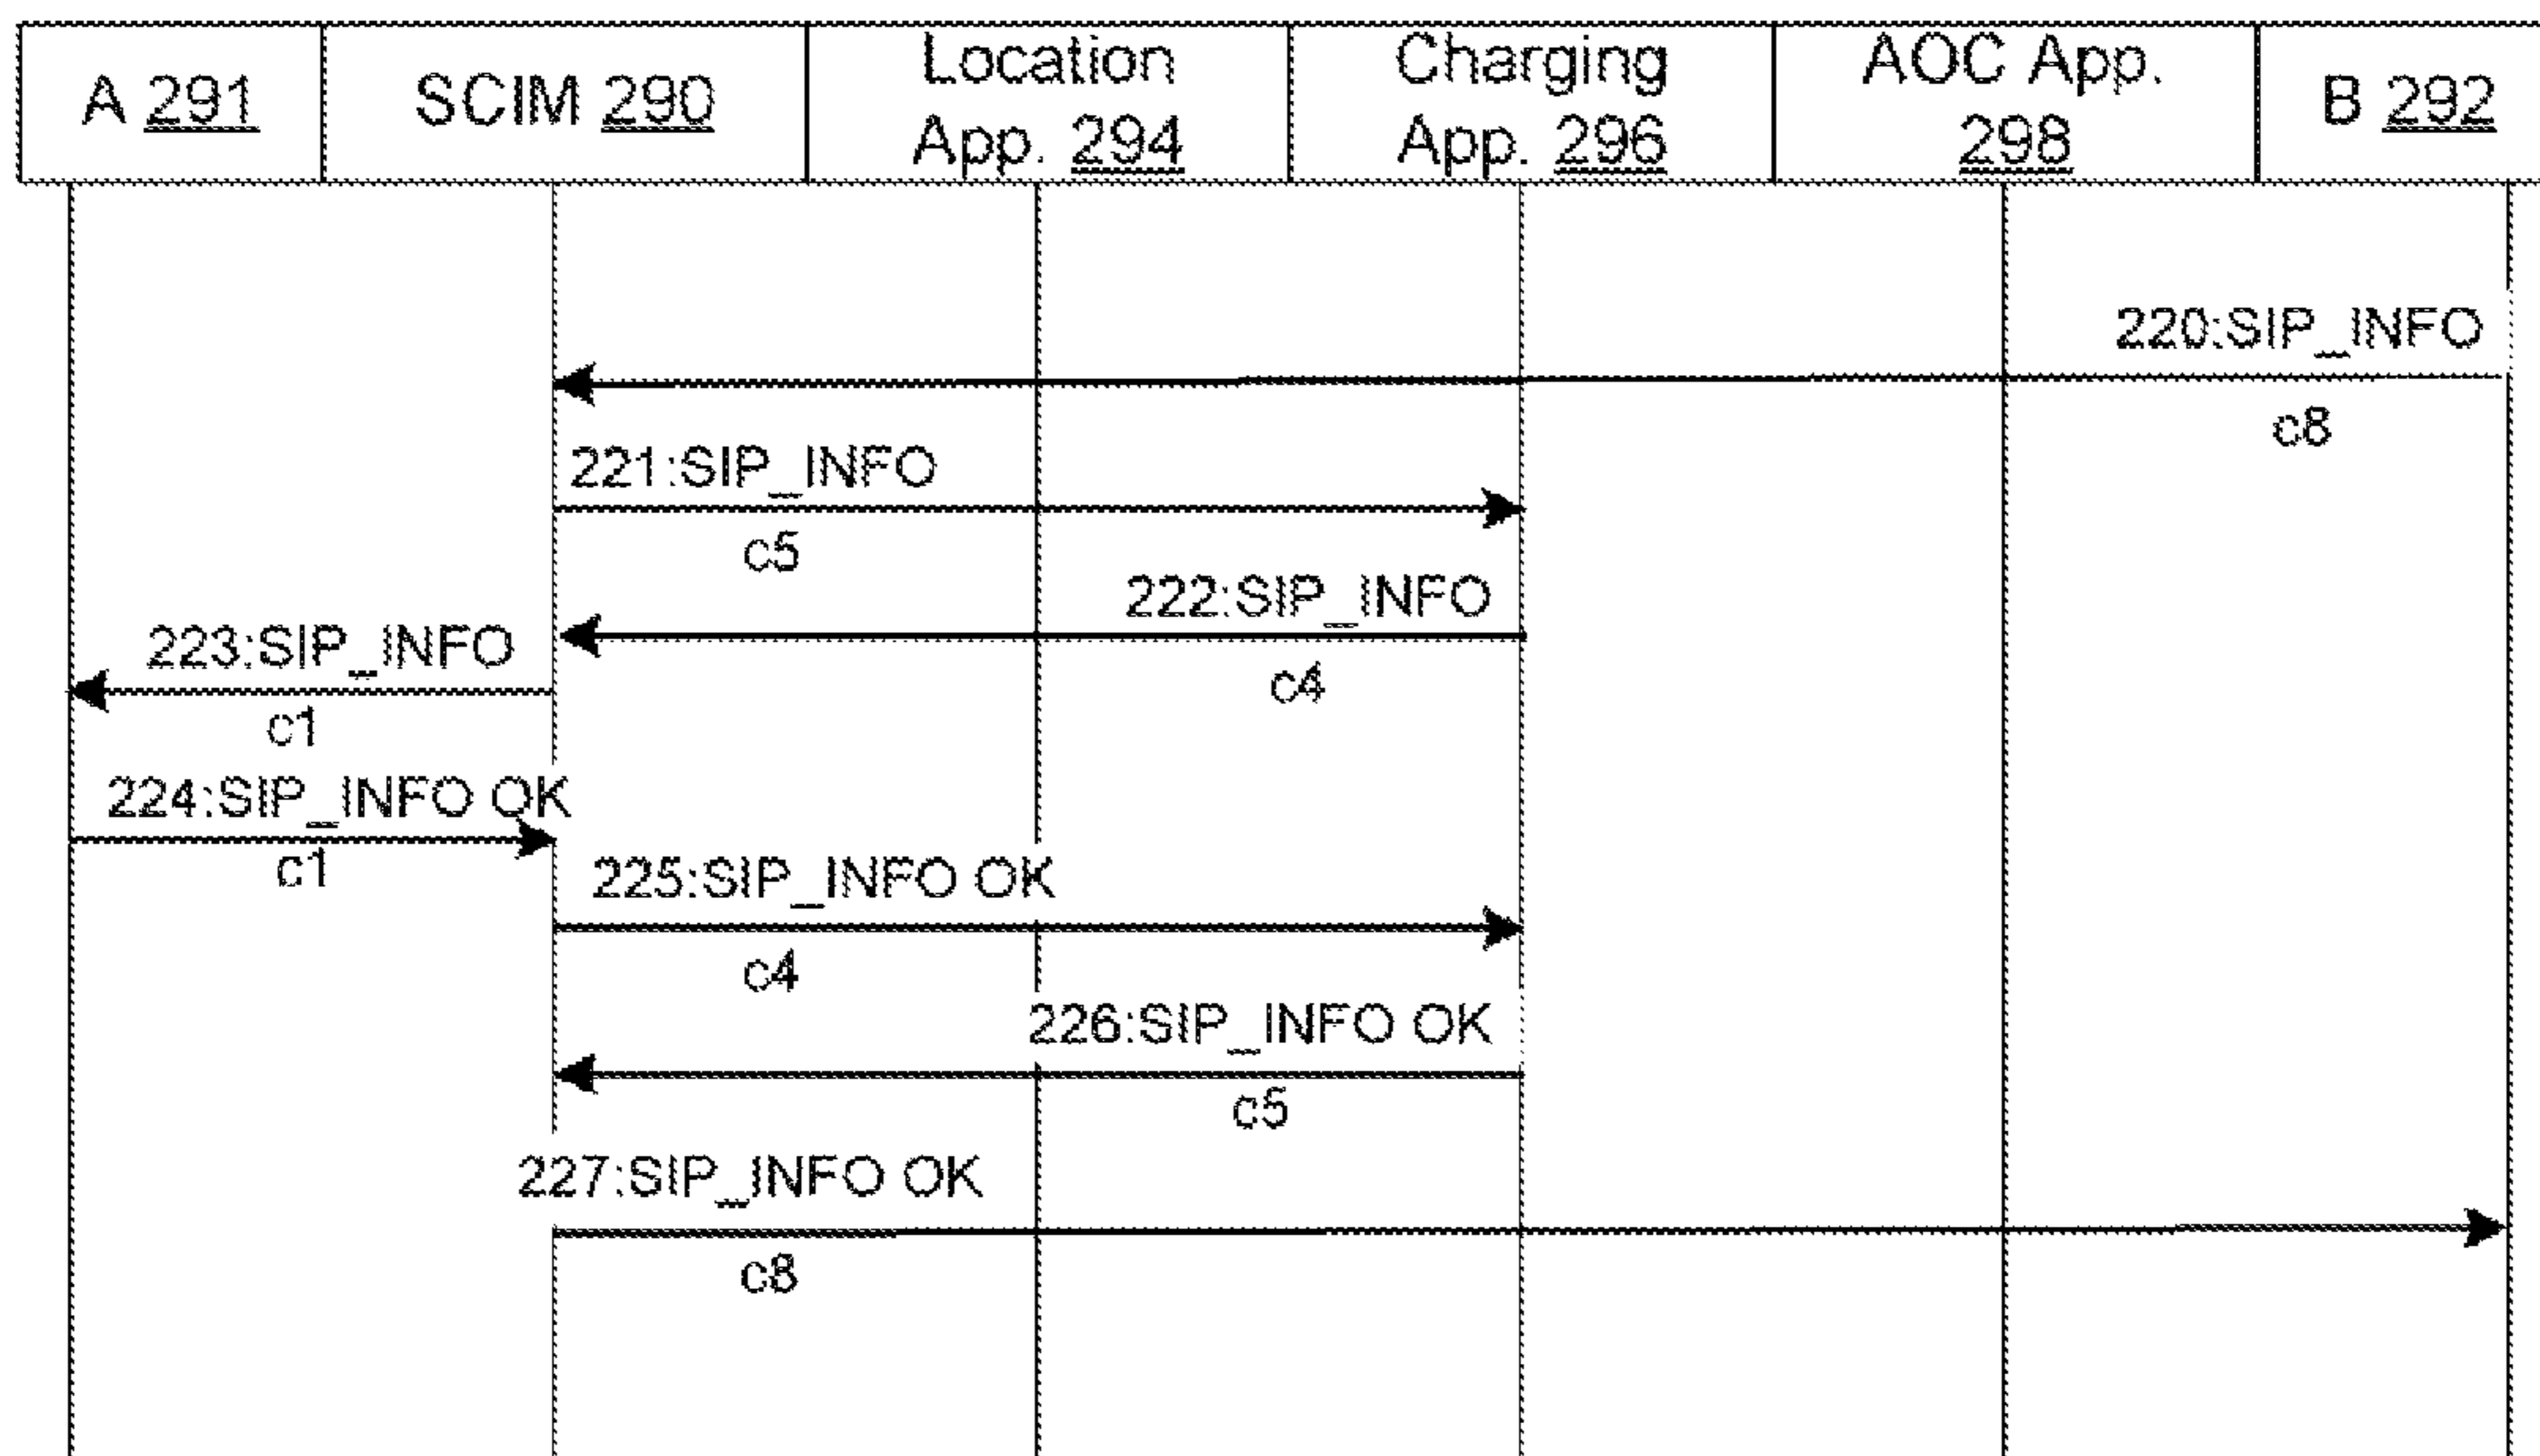 A 291
SCIM 290
Location
App. 294
Charging
App. 296
AOC App.
298
B 292
220:SIP_INFO
c8
221:SIP_INFO
c5
222:SIP_INFO
c4
223:SIP_INFO
c1
224:SIP_INFO OK
c1
225:SIP_INFO OK
c4
226:SIP_INFO OK
c5
227:SIP_INFO OK
c8